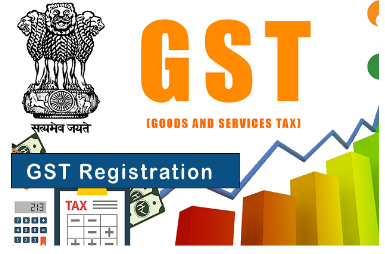 GST
(GOODS AND SERVICES TAX)
सत्यमेव जयते
GST Registration
213
TAX